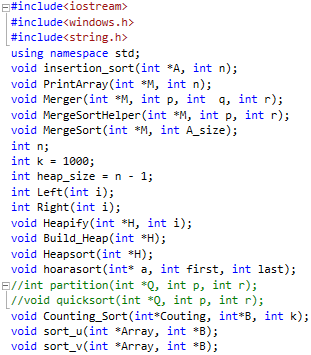 #include<iostream>
#include<windows.h>
#include<string.h>
using namespace std;
void insertion_sort(int *A, int n);
void PrintArray(int *M, int n);
void Merger(int *M, int p, int  q, int r);
void MergeSortHelper(int *M, int p, int r);
void MergeSort(int *M, int A_size);
int n;
int k = 1000;
int heap_size = n - 1;
int Left(int i);
int Right(int i);
void Heapify(int *H, int i);
void Build_Heap(int *H);
void Heapsort(int *H);
void hoarasort(int* a, int first, int last);
//int partition(int *Q, int p, int r);
//void quicksort(int *Q, int p, int r);
void Counting_Sort(int*Couting, int*B, int k);
void sort_u(int *Array, int *B);
void sort_v(int *Array, int *B);